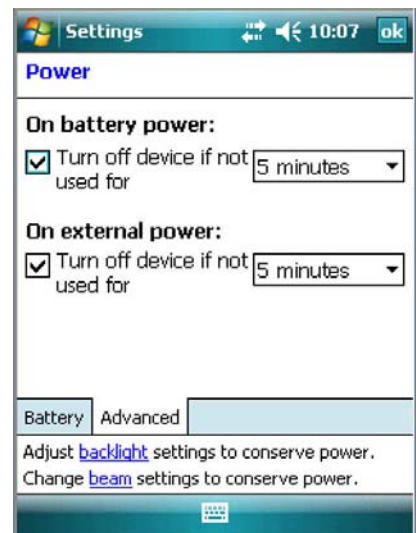 Settings 10:07 ok
Power
On battery power:
Turn off device if not
used for
5 minutes
On external power:
Turn off device if not
used for
5 minutes
Battery Advanced
Adjust backlight settings to conserve power.
Change beam settings to conserve power.